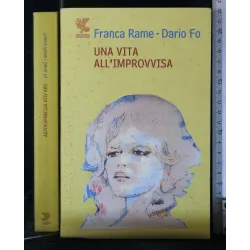 Franca Rame - Dario Fo
UNA VITA
ALL'IMPROVVISA